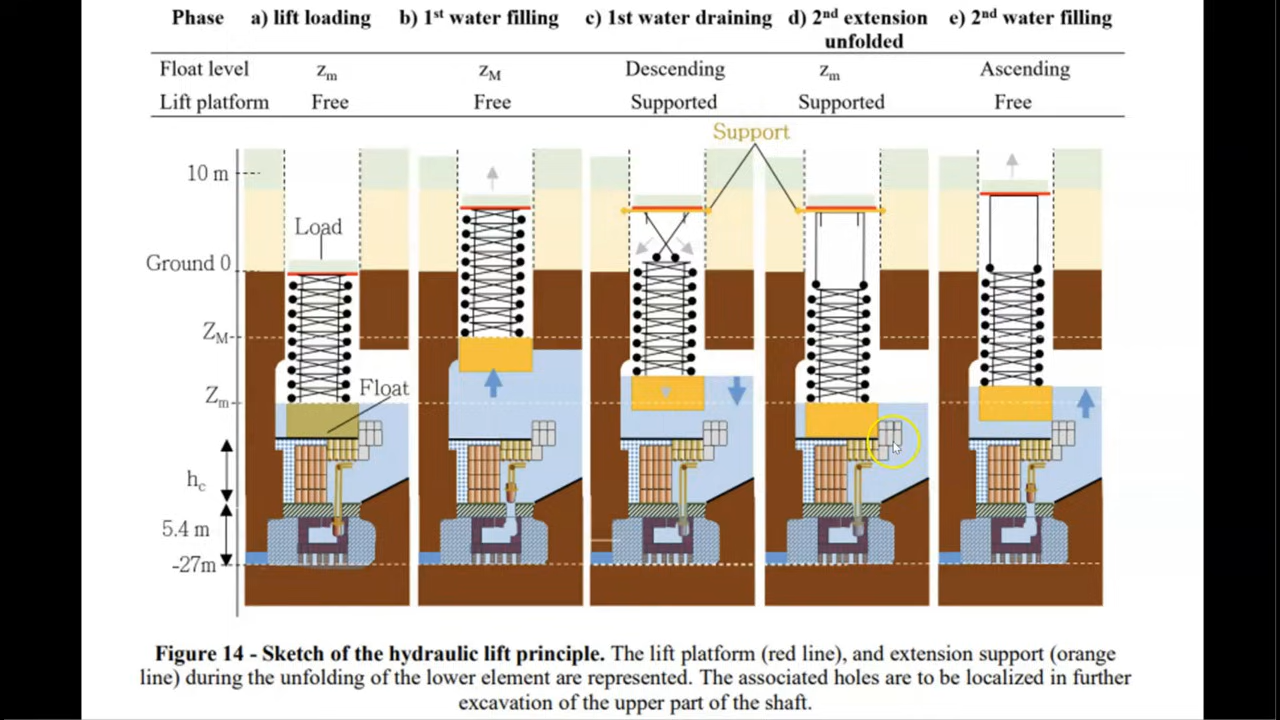 Phase a) lift loading b) 1st water filling c) 1st water draining d) 2nd extension unfolded e) 2nd water filling
Float level zm zM Descending zm Ascending
Lift platform Free Free Supported Supported Free
Support
10 m
Load
Ground 0
ZM
Zm
Float
hc
5.4 m
-27m
Figure 14 - Sketch of the hydraulic lift principle. The lift platform (red line), and extension support (orange
line) during the unfolding of the lower element are represented. The associated holes are to be localized in further
excavation of the upper part of the shaft.